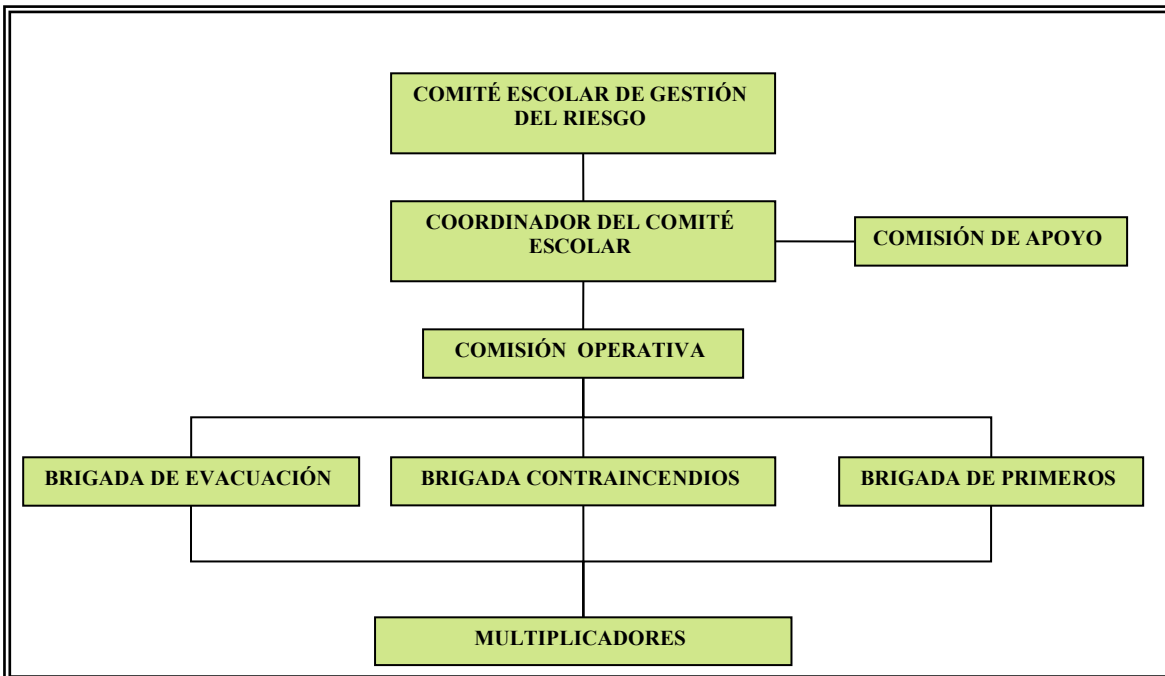 COMITÉ ESCOLAR DE GESTIÓN
DEL RIESGO
COORDINADOR DEL COMITÉ
ESCOLAR
COMISIÓN DE APOYO
COMISIÓN OPERATIVA
BRIGADA DE EVACUACIÓN
BRIGADA CONTRAINCENDIOS
BRIGADA DE PRIMEROS
MULTIPLICADORES